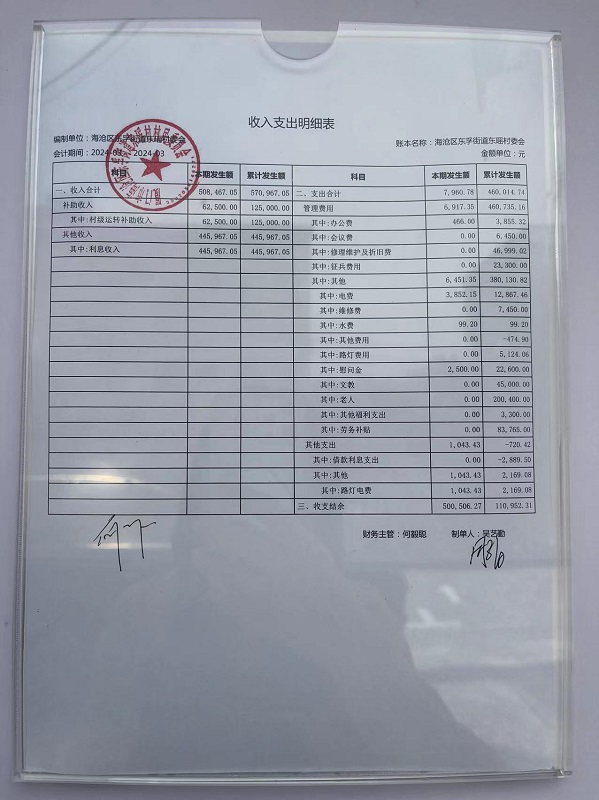 收入支出明细表
编制单位：海沧区东孚街道东瑶村委会 账本名称：海沧区东孚街道东瑶村委会
会计期间：2024-03 - 2024-03 金额单位：元
科目 本期发生额 累计发生额 科目 本期发生额 累计发生额
一、收入合计 508,467.05 570,967.05 二、支出合计 7,960.78 460,014.74
补助收入 62,500.00 125,000.00 管理费用 6,917.35 460,735.16
其中:村级运转补助收入 62,500.00 125,000.00 其中:办公费 466.00 3,855.32
其他收入 445,967.05 445,967.05 其中:会议费 0.00 6,450.00
其中:利息收入 445,967.05 445,967.05 其中:修理维护及折旧费 0.00 46,999.02
其中:征兵费用 0.00 23,300.00
其中:其他 6,451.35 380,130.82
其中:电费 3,852.15 12,867.46
其中:维修费 0.00 7,450.00
其中:水费 99.20 99.20
其中:其他费用 0.00 -474.90
其中:路灯费用 0.00 5,124.06
其中:慰问金 2,500.00 22,600.00
其中:文教 0.00 45,000.00
其中:老人 0.00 200,400.00
其中:其他福利支出 0.00 3,300.00
其中:劳务补贴 0.00 83,765.00
其他支出 1,043.43 -720.42
其中:借款利息支出 0.00 -2,889.50
其中:其他 1,043.43 2,169.08
其中:路灯电费 1,043.43 2,169.08
三、收支结余 500,506.27 110,952.31
财务主管：何毅聪 制单人：吴艺勤